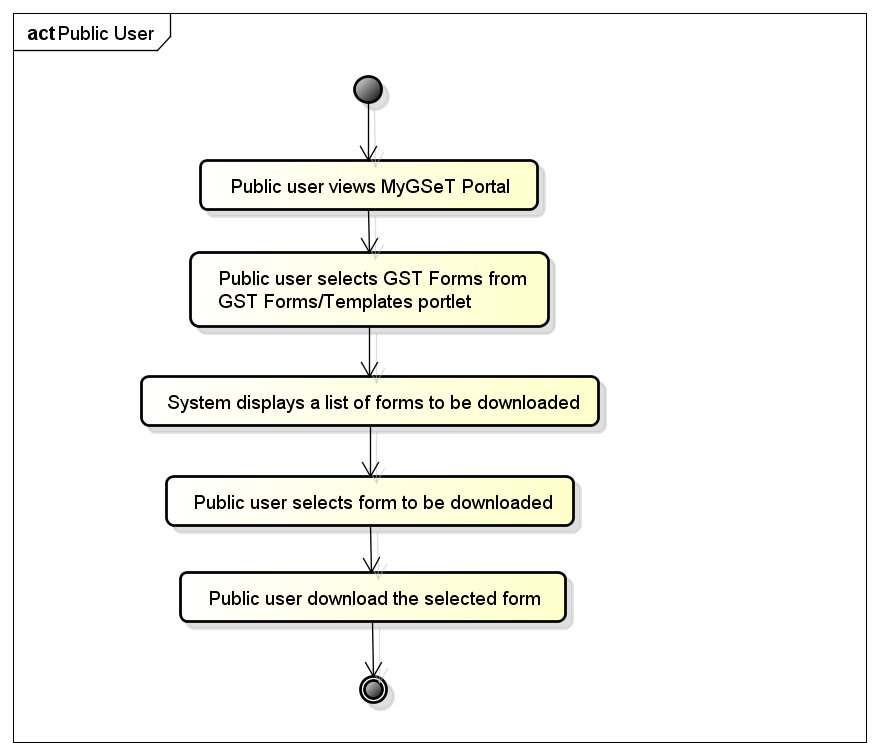 act Public User
Public user views MyGSeT Portal
Public user selects GST Forms from
GST Forms/Templates portlet
System displays a list of forms to be downloaded
Public user selects form to be downloaded
Public user download the selected form